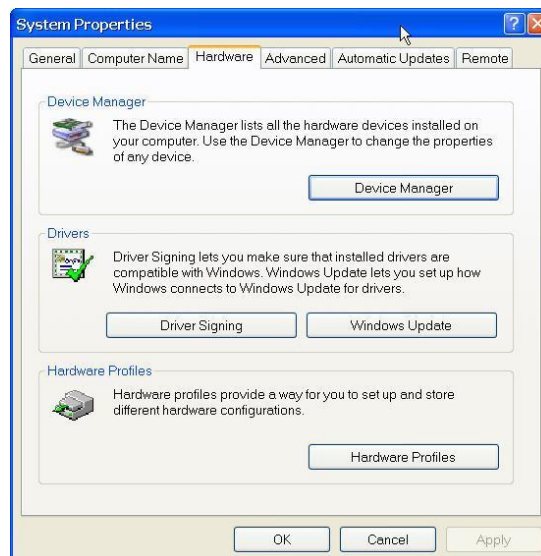 System Properties
General Computer Name Hardware Advanced Automatic Updates Remote
Device Manager
The Device Manager lists all the hardware devices installed on
your computer. Use the Device Manager to change the properties
of any device.
Device Manager
Drivers
Driver Signing lets you make sure that installed drivers are
compatible with Windows. Windows Update lets you set up how
Windows connects to Windows Update for drivers.
Driver Signing Windows Update
Hardware Profiles
Hardware profiles provide a way for you to set up and store
different hardware configurations.
Hardware Profiles
OK Cancel Apply